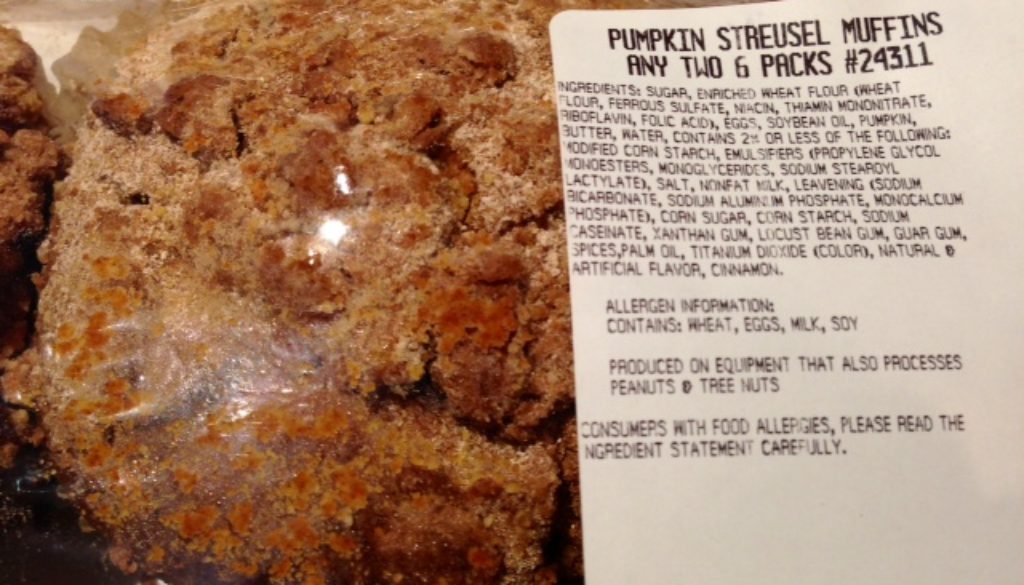 PUMPKIN STREUSEL MUFFINS
ANY TWO 6 PACKS #24311
INGREDIENTS: SUGAR, ENRICHED WHEAT FLOUR (WHEAT
FLOUR, FERROUS SULFATE, NIACIN, THIAMIN MONONITRATE,
RIBOFLAVIN, FOLIC ACID), EGGS, SOYBEAN OIL, PUMPKIN,
BUTTER, WATER, CONTAINS 2% OR LESS OF THE FOLLOWING:
MODIFIED CORN STARCH, EMULSIFIERS (PROPYLENE GLYCOL
MONOESTERS, MONOGLYCERIDES, SODIUM STEAROYL
LACTYLATE), SALT, NONFAT MILK, LEAVENING (SODIUM
BICARBONATE, SODIUM ALUMINUM PHOSPHATE, MONOCALCIUM
PHOSPHATE), CORN SUGAR, CORN STARCH, SODIUM
CASEINATE, XANTHAN GUM, LOCUST BEAN GUM, GUAR GUM,
SPICES,PALM OIL, TITANIUM DIOXIDE (COLOR), NATURAL &
ARTIFICIAL FLAVOR, CINNAMON.
ALLERGEN INFORMATION:
CONTAINS: WHEAT, EGGS, MILK, SOY
PRODUCED ON EQUIPMENT THAT ALSO PROCESSES
PEANUTS & TREE NUTS
CONSUMERS WITH FOOD ALLERGIES, PLEASE READ THE
INGREDIENT STATEMENT CAREFULLY.